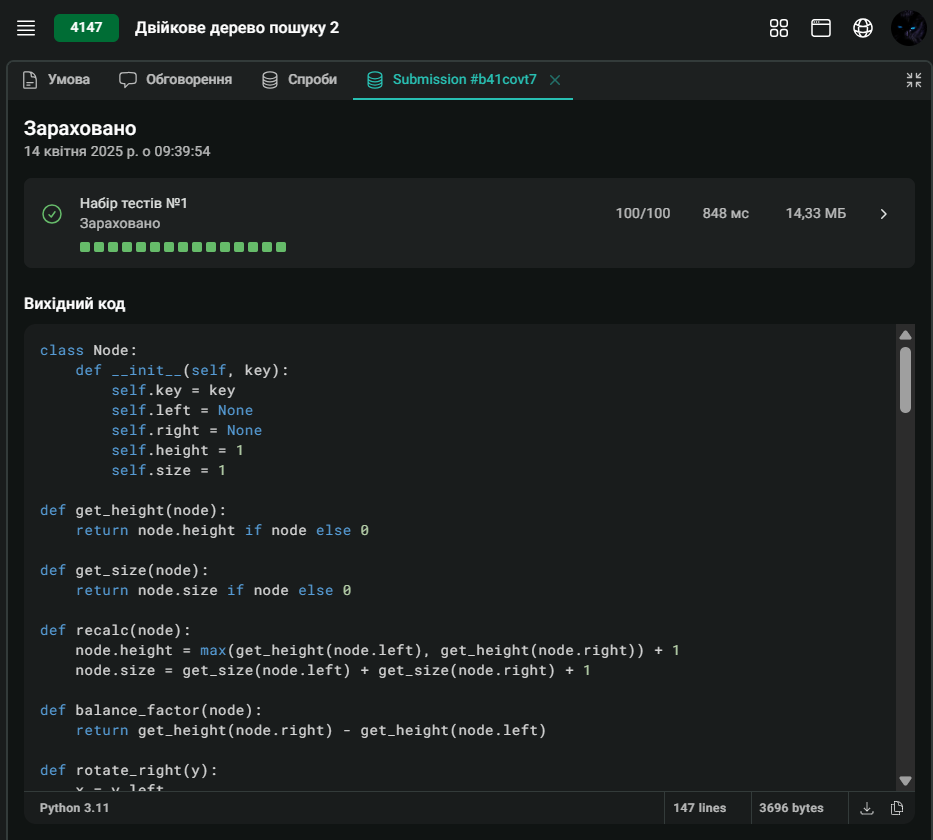 4147 Двійкове дерево пошуку 2
Умова Обговорення Спроби Submission #b41covt7
Зараховано
14 квітня 2025 р. о 09:39:54
Набір тестів №1
Зараховано
100/100 848 мс 14,33 МБ
Вихідний код
class Node:
    def __init__(self, key):
        self.key = key
        self.left = None
        self.right = None
        self.height = 1
        self.size = 1
def get_height(node):
    return node.height if node else 0
def get_size(node):
    return node.size if node else 0
def recalc(node):
    node.height = max(get_height(node.left), get_height(node.right)) + 1
    node.size = get_size(node.left) + get_size(node.right) + 1
def balance_factor(node):
    return get_height(node.right) - get_height(node.left)
def rotate_right(y):
    x = y.left
Python 3.11 147 lines 3696 bytes